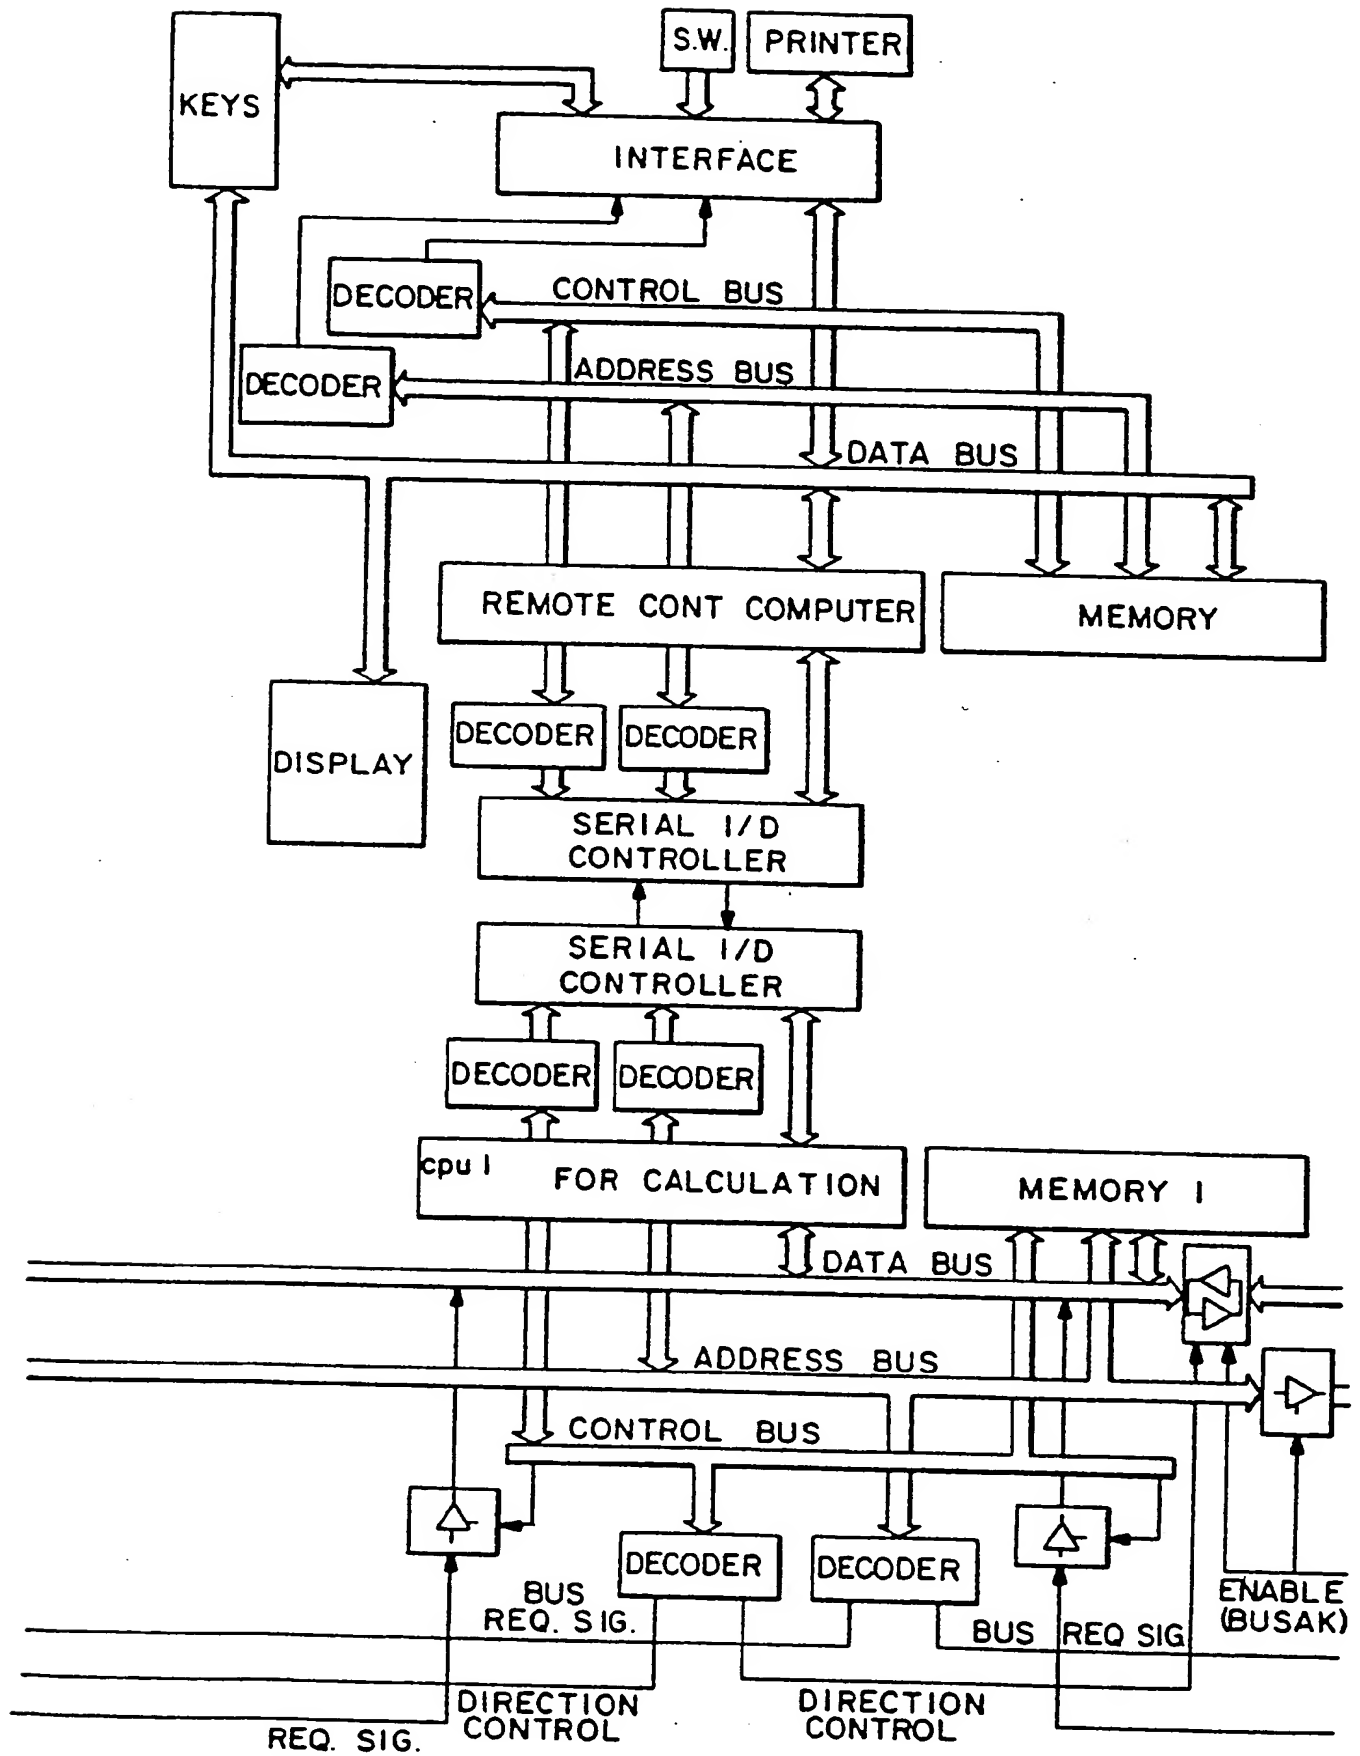 S.W.
PRINTER
KEYS
INTERFACE
DECODER
CONTROL BUS
DECODER
ADDRESS BUS
DATA BUS
REMOTE CONT COMPUTER
MEMORY
DECODER
DECODER
DISPLAY
SERIAL I/D
CONTROLLER
SERIAL I/D
CONTROLLER
DECODER
DECODER
cpu I
FOR CALCULATION
MEMORY I
DATA BUS
ADDRESS BUS
CONTROL BUS
DECODER
DECODER
BUS
REQ. SIG.
ENABLE
(BUSAK)
BUS REQ SIG
DIRECTION
CONTROL
DIRECTION
CONTROL
REQ. SIG.